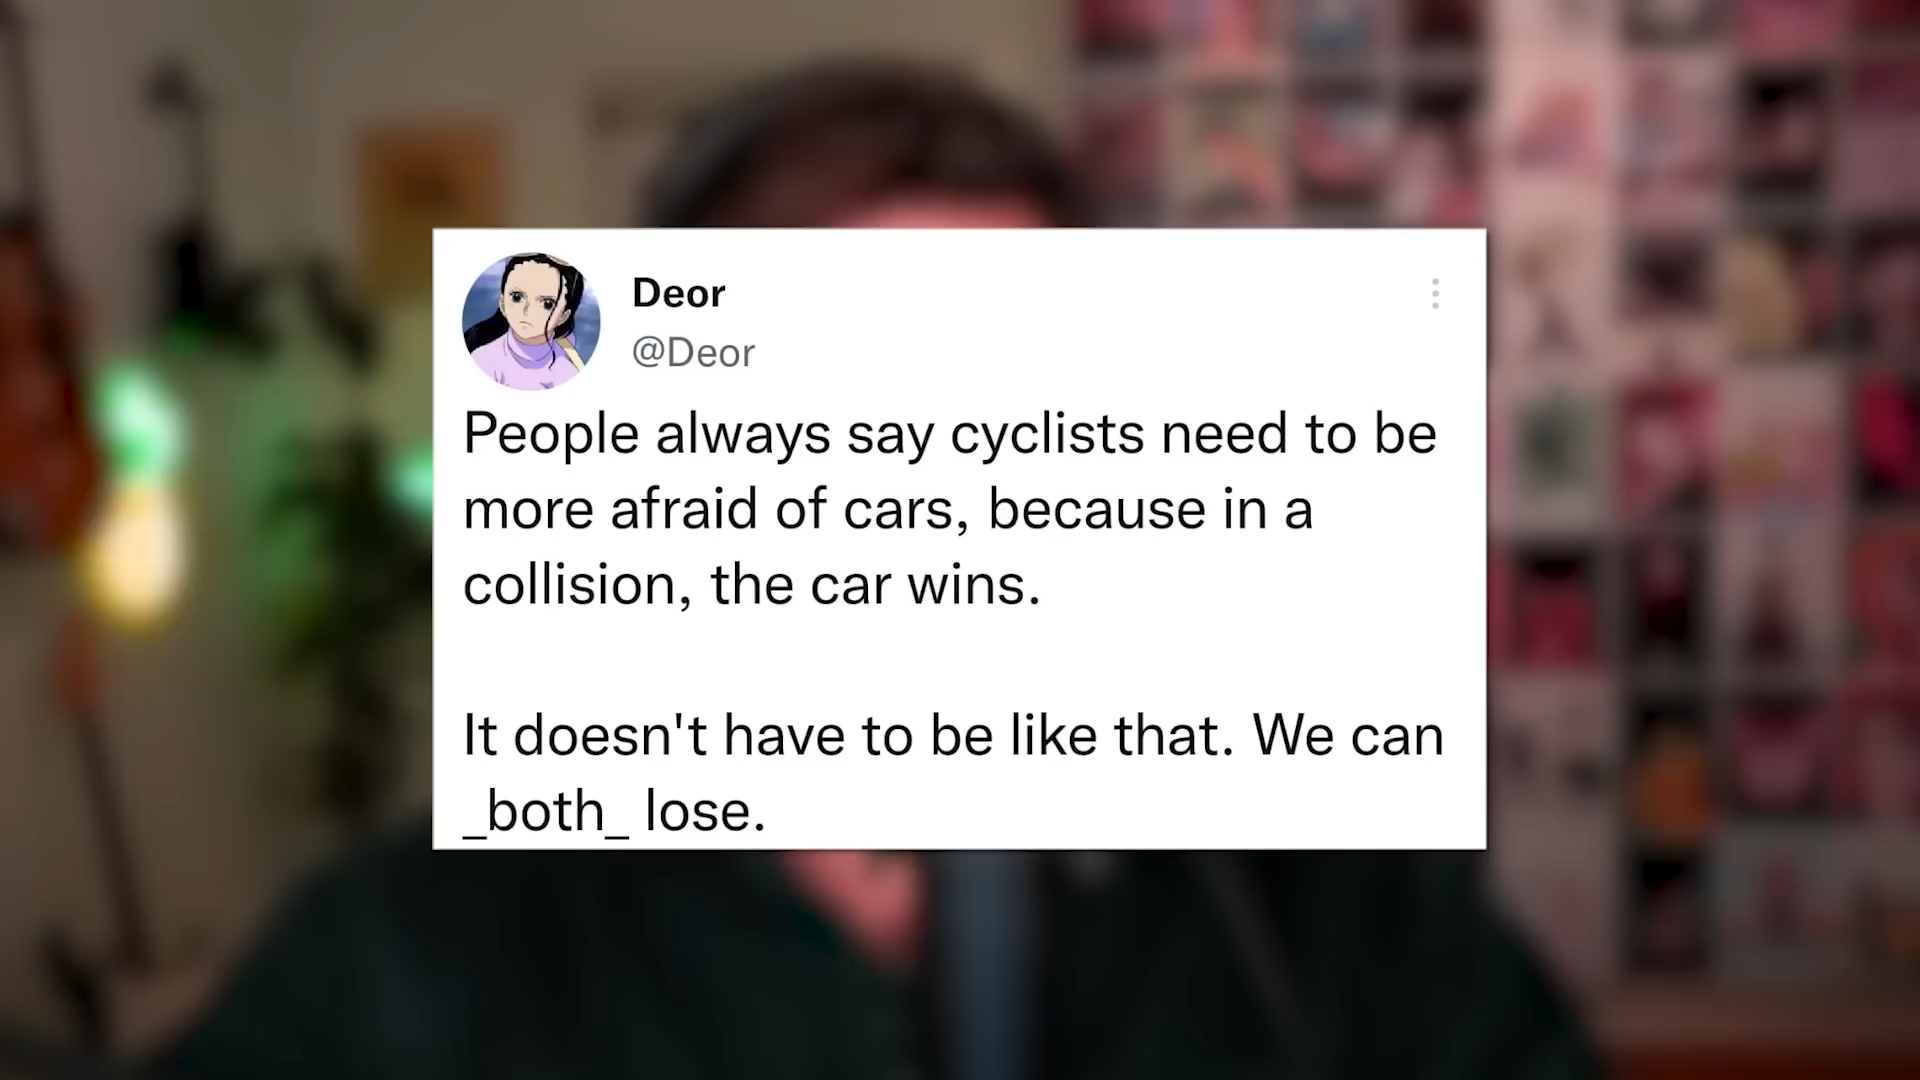 Deor
@Deor
People always say cyclists need to be
more afraid of cars, because in a
collision, the car wins.
It doesn't have to be like that. We can
_both_ lose.